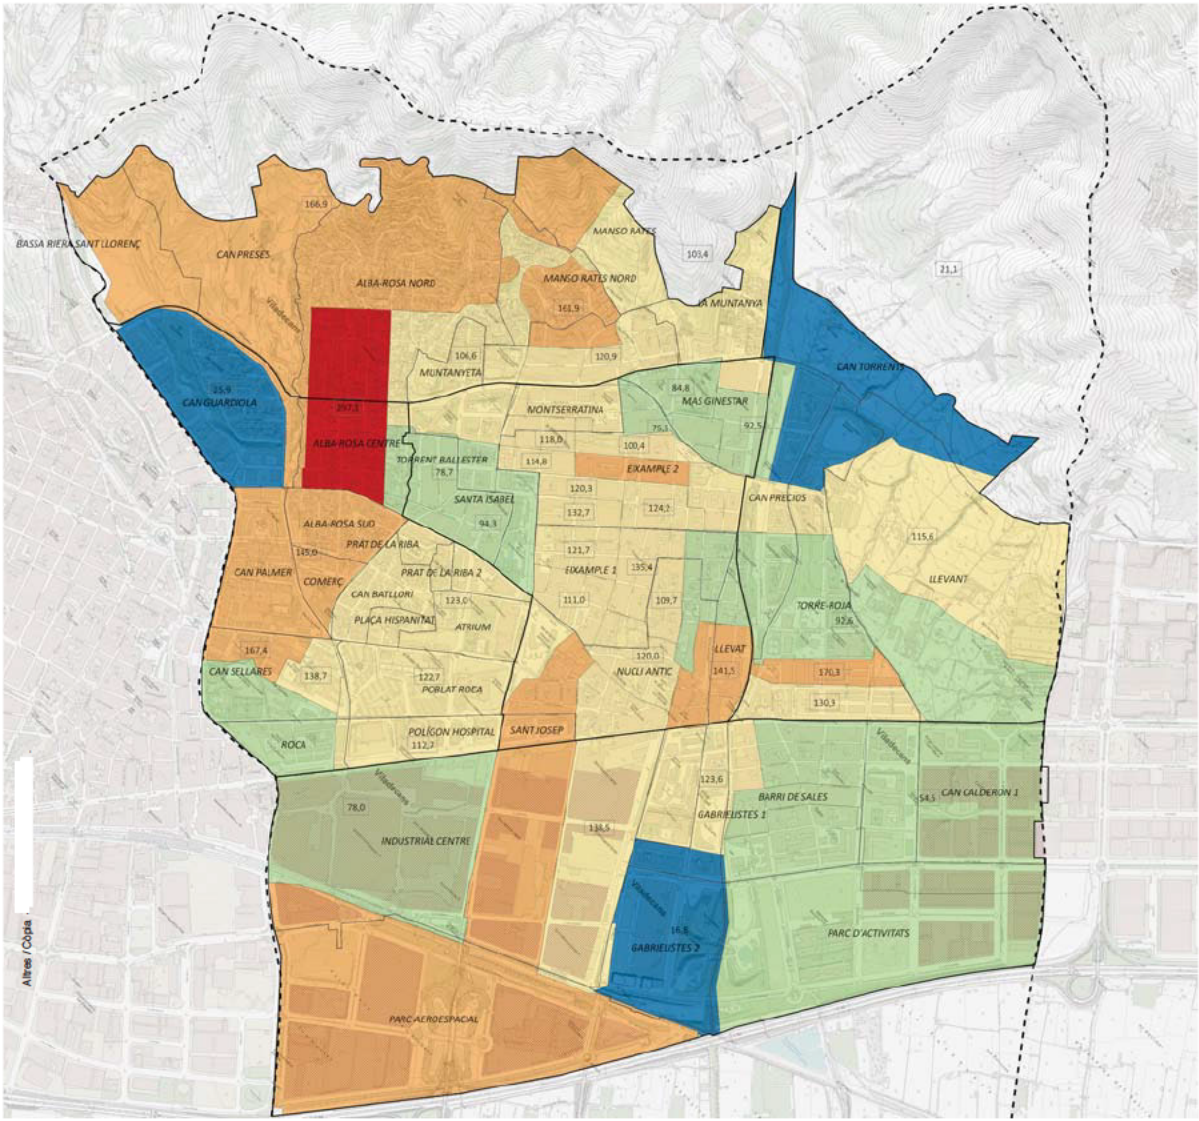 166,9
BASSA RIERA SANT LLORENÇ
CAN PRESES
MANSO RATES
103,4
21,1
ALBA-ROSA NORD
MANSO RATES NORD
161,9
LA MUNTANYA
Viladecans
106,6
120,9
MUNTANYETA
CAN TORRENTS
25,9
CAN GUARDIOLA
84,8
MAS GINESTAR
MONTSERRATINA
92,5
118,0
100,4
ALBA-ROSA CENTRE
TORRENT BALLESTER
78,7
114,8
EIXAMPLE 2
120,3
SANTA ISABEL
CAN PRECIOS
94,3
132,7
124,2
ALBA-ROSA SUD
PRAT DE LA RIBA
145,0
121,7
115,6
CAN PALMER
COMERÇ
PRAT DE LA RIBA 2
EIXAMPLE 1
135,4
LLEVANT
CAN BATLLORI
123,0
111,0
109,7
TORRE-ROJA
92,6
PLAÇA HISPANITAT
ATRIUM
167,4
120,0
LLEVAT
CAN SELLARES
138,7
122,7
NUCLI ANTIC
141,5
170,3
POBLAT ROCA
130,3
ROCA
POLÍGON HOSPITAL
112,7
SANT JOSEP
Viladecans
Viladecans
78,0
123,6
BARRI DE SALES
54,5
CAN CALDERON 1
GABRIELISTES 1
INDUSTRIAL CENTRE
Viladecans
16,8
GABRIELISTES 2
PARC D'ACTIVITATS
PARC AEROESPACIAL
Altres / Còpia